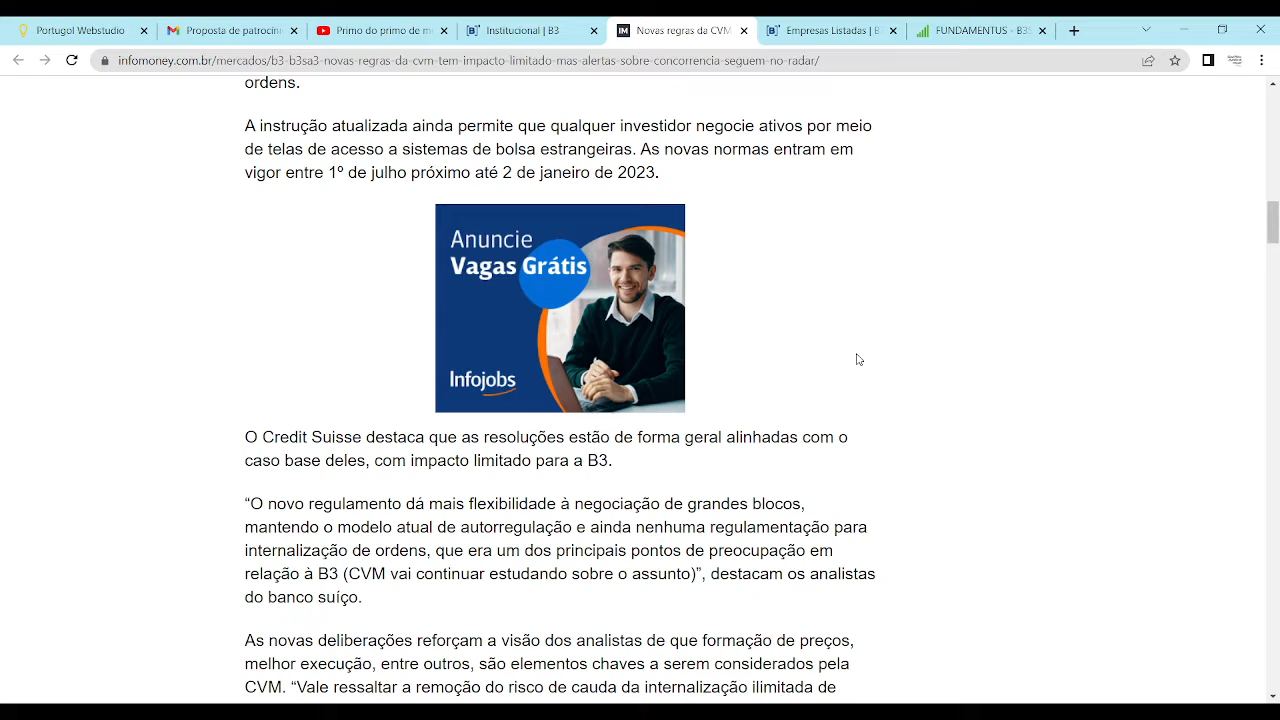 Portugol Webstudio
Proposta de patrocín
Primo do primo de m
Institucional | B3
Novas regras da CVM
Empresas Listadas | B
FUNDAMENTUS - B3S
infomoney.com.br/mercados/b3-b3sa3-novas-regras-da-cvm-tem-impacto-limitado-mas-alertas-sobre-concorrencia-seguem-no-radar/
ordens.
A instrução atualizada ainda permite que qualquer investidor negocie ativos por meio
de telas de acesso a sistemas de bolsa estrangeiras. As novas normas entram em
vigor entre 1º de julho próximo até 2 de janeiro de 2023.
Anuncie
Vagas Grátis
Infojobs
O Credit Suisse destaca que as resoluções estão de forma geral alinhadas com o
caso base deles, com impacto limitado para a B3.
“O novo regulamento dá mais flexibilidade à negociação de grandes blocos,
mantendo o modelo atual de autorregulação e ainda nenhuma regulamentação para
internalização de ordens, que era um dos principais pontos de preocupação em
relação à B3 (CVM vai continuar estudando sobre o assunto)”, destacam os analistas
do banco suíço.
As novas deliberações reforçam a visão dos analistas de que formação de preços,
melhor execução, entre outros, são elementos chaves a serem considerados pela
CVM. “Vale ressaltar a remoção do risco de cauda da internalização ilimitada de